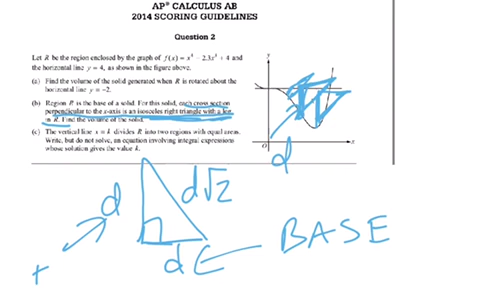 AP® CALCULUS AB
2014 SCORING GUIDELINES
Question 2
Let R be the region enclosed by the graph of f(x) = x⁴ − 2.3x³ + 4 and
the horizontal line y = 4, as shown in the figure above.
(a) Find the volume of the solid generated when R is rotated about the
horizontal line y = −2.
(b) Region R is the base of a solid. For this solid, each cross section
perpendicular to the x-axis is an isosceles right triangle with a leg
in R. Find the volume of the solid.
(c) The vertical line x = k divides R into two regions with equal areas.
Write, but do not solve, an equation involving integral expressions
whose solution gives the value k.
y
O
x
d
d
d√2
d
BASE